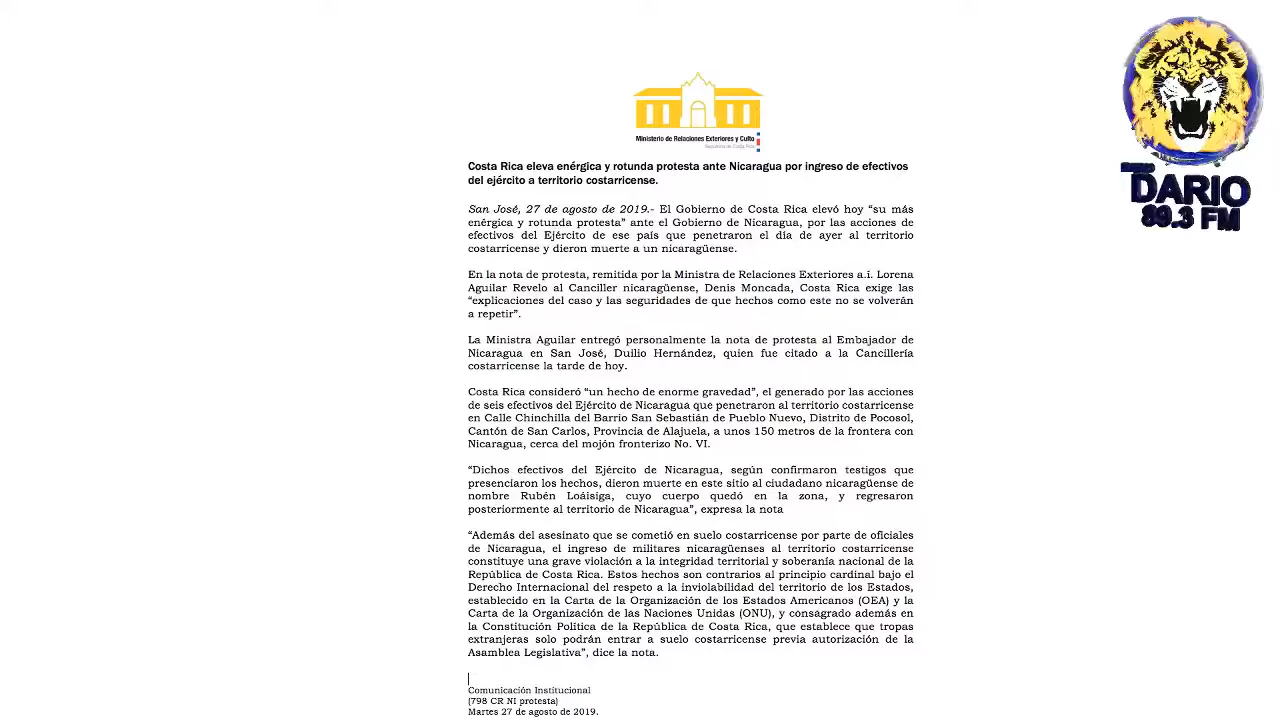 Ministerio de Relaciones Exteriores y Culto
República de Costa Rica
DARIO
89.3 FM
Costa Rica eleva enérgica y rotunda protesta ante Nicaragua por ingreso de efectivos
del ejército a territorio costarricense.
San José, 27 de agosto de 2019.- El Gobierno de Costa Rica elevó hoy “su más
enérgica y rotunda protesta” ante el Gobierno de Nicaragua, por las acciones de
efectivos del Ejército de ese país que penetraron el día de ayer al territorio
costarricense y dieron muerte a un nicaragüense.
En la nota de protesta, remitida por la Ministra de Relaciones Exteriores a.i. Lorena
Aguilar Revelo al Canciller nicaragüense, Denis Moncada, Costa Rica exige las
“explicaciones del caso y las seguridades de que hechos como este no se volverán
a repetir”.
La Ministra Aguilar entregó personalmente la nota de protesta al Embajador de
Nicaragua en San José, Duilio Hernández, quien fue citado a la Cancillería
costarricense la tarde de hoy.
Costa Rica consideró “un hecho de enorme gravedad”, el generado por las acciones
de seis efectivos del Ejército de Nicaragua que penetraron al territorio costarricense
en Calle Chinchilla del Barrio San Sebastián de Pueblo Nuevo, Distrito de Pocosol,
Cantón de San Carlos, Provincia de Alajuela, a unos 150 metros de la frontera con
Nicaragua, cerca del mojón fronterizo No. VI.
“Dichos efectivos del Ejército de Nicaragua, según confirmaron testigos que
presenciaron los hechos, dieron muerte en este sitio al ciudadano nicaragüense de
nombre Rubén Loáisiga, cuyo cuerpo quedó en la zona, y regresaron
posteriormente al territorio de Nicaragua”, expresa la nota
“Además del asesinato que se cometió en suelo costarricense por parte de oficiales
de Nicaragua, el ingreso de militares nicaragüenses al territorio costarricense
constituye una grave violación a la integridad territorial y soberanía nacional de la
República de Costa Rica. Estos hechos son contrarios al principio cardinal bajo el
Derecho Internacional del respeto a la inviolabilidad del territorio de los Estados,
establecido en la Carta de la Organización de los Estados Americanos (OEA) y la
Carta de la Organización de las Naciones Unidas (ONU), y consagrado además en
la Constitución Política de la República de Costa Rica, que establece que tropas
extranjeras solo podrán entrar a suelo costarricense previa autorización de la
Asamblea Legislativa”, dice la nota.
Comunicación Institucional
(798 CR NI protesta)
Martes 27 de agosto de 2019.